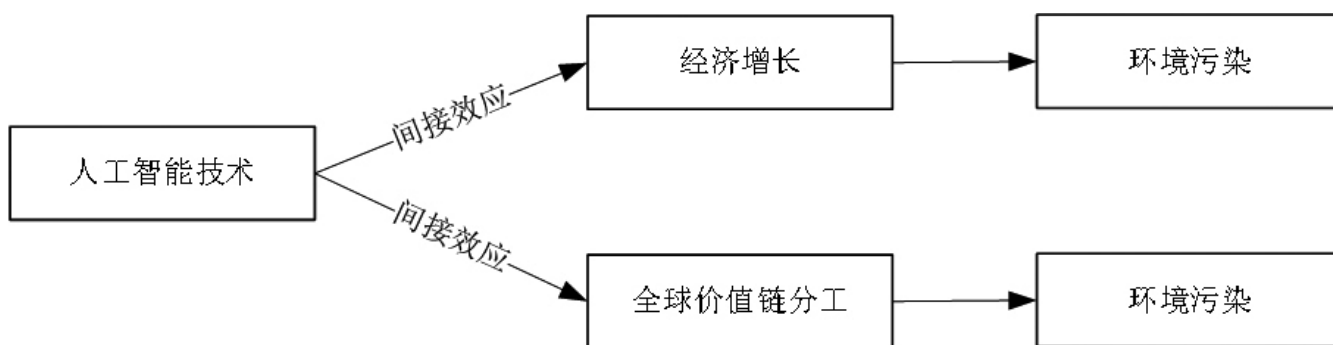 经济增长
环境污染
间接效应
人工智能技术
间接效应
全球价值链分工
环境污染